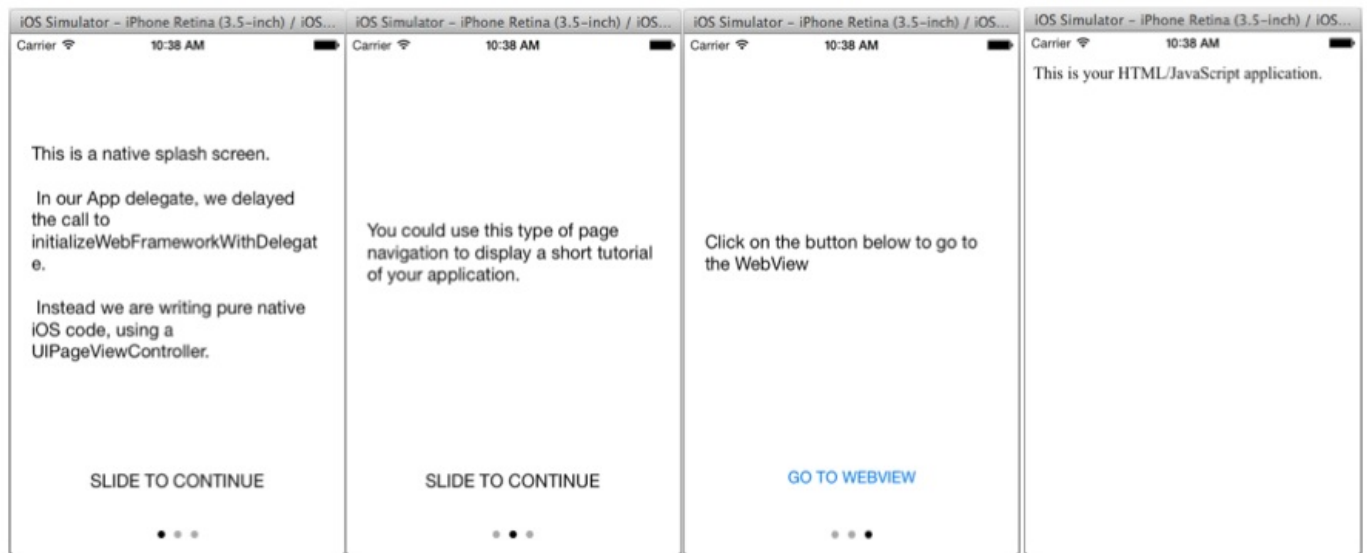 iOS Simulator – iPhone Retina (3.5–inch) / iOS...
Carrier 10:38 AM
This is a native splash screen.
In our App delegate, we delayed
the call to
initializeWebFrameworkWithDelegat
e.
Instead we are writing pure native
iOS code, using a
UIPageViewController.
SLIDE TO CONTINUE
iOS Simulator – iPhone Retina (3.5–inch) / iOS...
Carrier 10:38 AM
You could use this type of page
navigation to display a short tutorial
of your application.
SLIDE TO CONTINUE
iOS Simulator – iPhone Retina (3.5–inch) / iOS...
Carrier 10:38 AM
Click on the button below to go to
the WebView
GO TO WEBVIEW
iOS Simulator – iPhone Retina (3.5–inch) / iOS...
Carrier 10:38 AM
This is your HTML/JavaScript application.